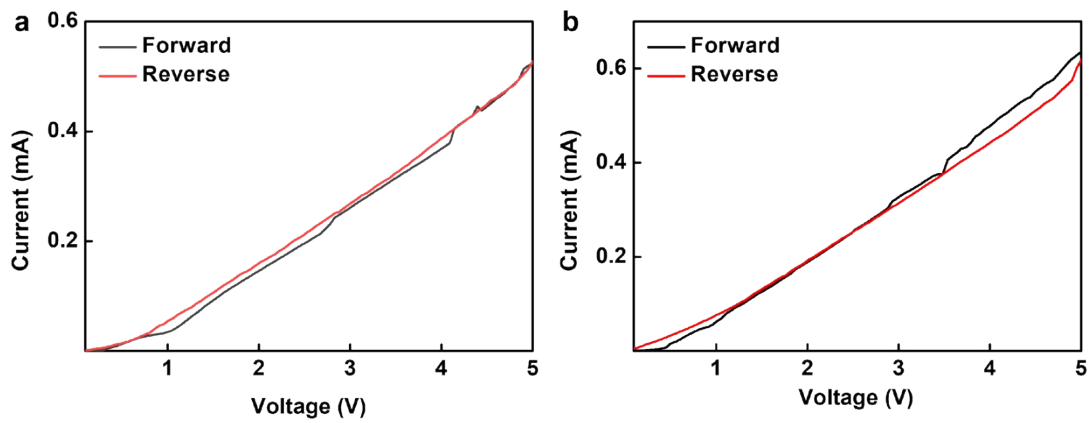 a
0.6
Forward
Reverse
0.4
0.2
Current (mA)
1 2 3 4 5
Voltage (V)
b
Forward
Reverse
0.6
0.4
0.2
Current (mA)
1 2 3 4 5
Voltage (V)